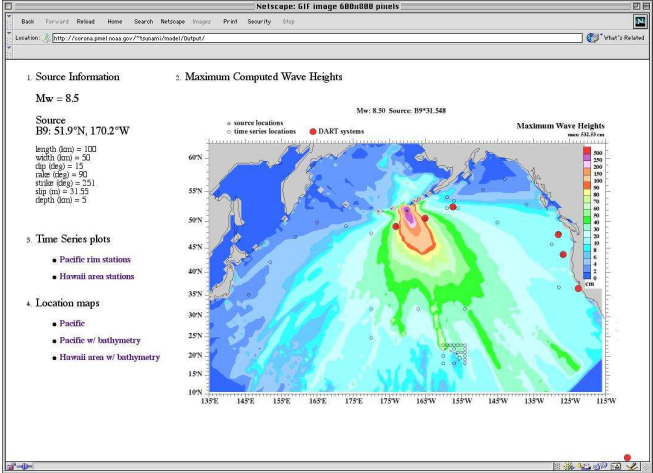 Netscape: GIF image 600x800 pixels
Back Forward Reload Home Search Netscape Images Print Security Stop
Location: http://corona.pmel.noaa.gov/~tsunami/model/Output/ What's Related
1. Source Information
Mw = 8.5
Source
B9: 51.9°N, 170.2°W
length (km) = 100
width (km) = 50
dip (deg) = 15
rake (deg) = 90
strike (deg) = 251
slip (m) = 31.55
depth (km) = 5
3. Time Series plots
Pacific rim stations
Hawaii area stations
4. Location maps
Pacific
Pacific w/ bathymetry
Hawaii area w/ bathymetry
2. Maximum Computed Wave Heights
Mw: 8.50 Source: B9*31.548
source locations
time series locations DART systems
Maximum Wave Heights
max: 532.53 cm
60°N
55°N
50°N
45°N
40°N
35°N
30°N
25°N
20°N
15°N
10°N
135°E 145°E 155°E 165°E 175°E 175°W 165°W 155°W 145°W 135°W 125°W 115°W
500
250
200
150
100
90
80
70
60
50
40
30
20
10
8
6
4
2
0
cm